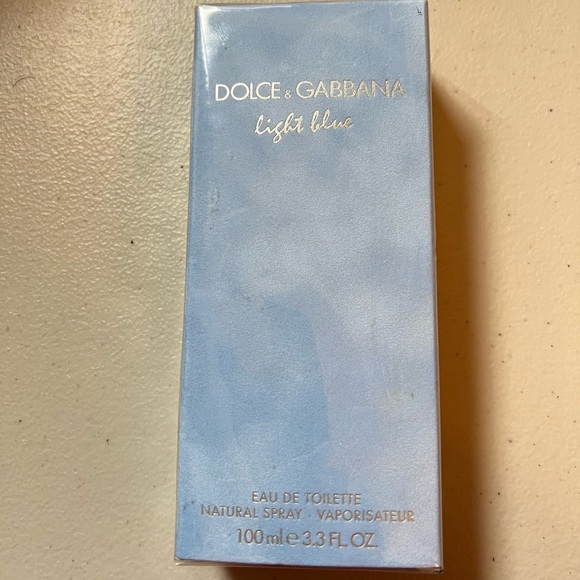 DOLCE & GABBANA
light blue
EAU DE TOILETTE
NATURAL SPRAY - VAPORISATEUR
100 ml e 3.3 FL. OZ.